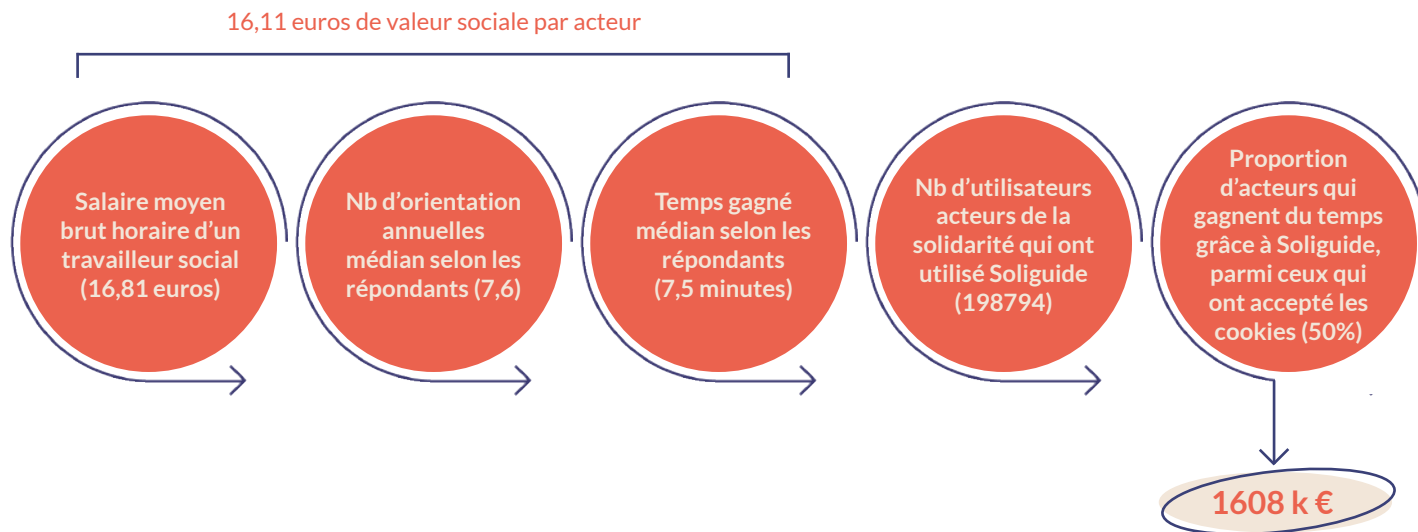 16,11 euros de valeur sociale par acteur
Salaire moyen
brut horaire d'un
travailleur social
(16,81 euros)
Nb d'orientation
annuelles
médian selon les
répondants (7,6)
Temps gagné
médian selon les
répondants
(7,5 minutes)
Nb d'utilisateurs
acteurs de la
solidarité qui ont
utilisé Soliguide
(198794)
Proportion
d'acteurs qui
gagnent du temps
grâce à Soliguide,
parmi ceux qui
ont accepté les
cookies (50%)
1608 k €